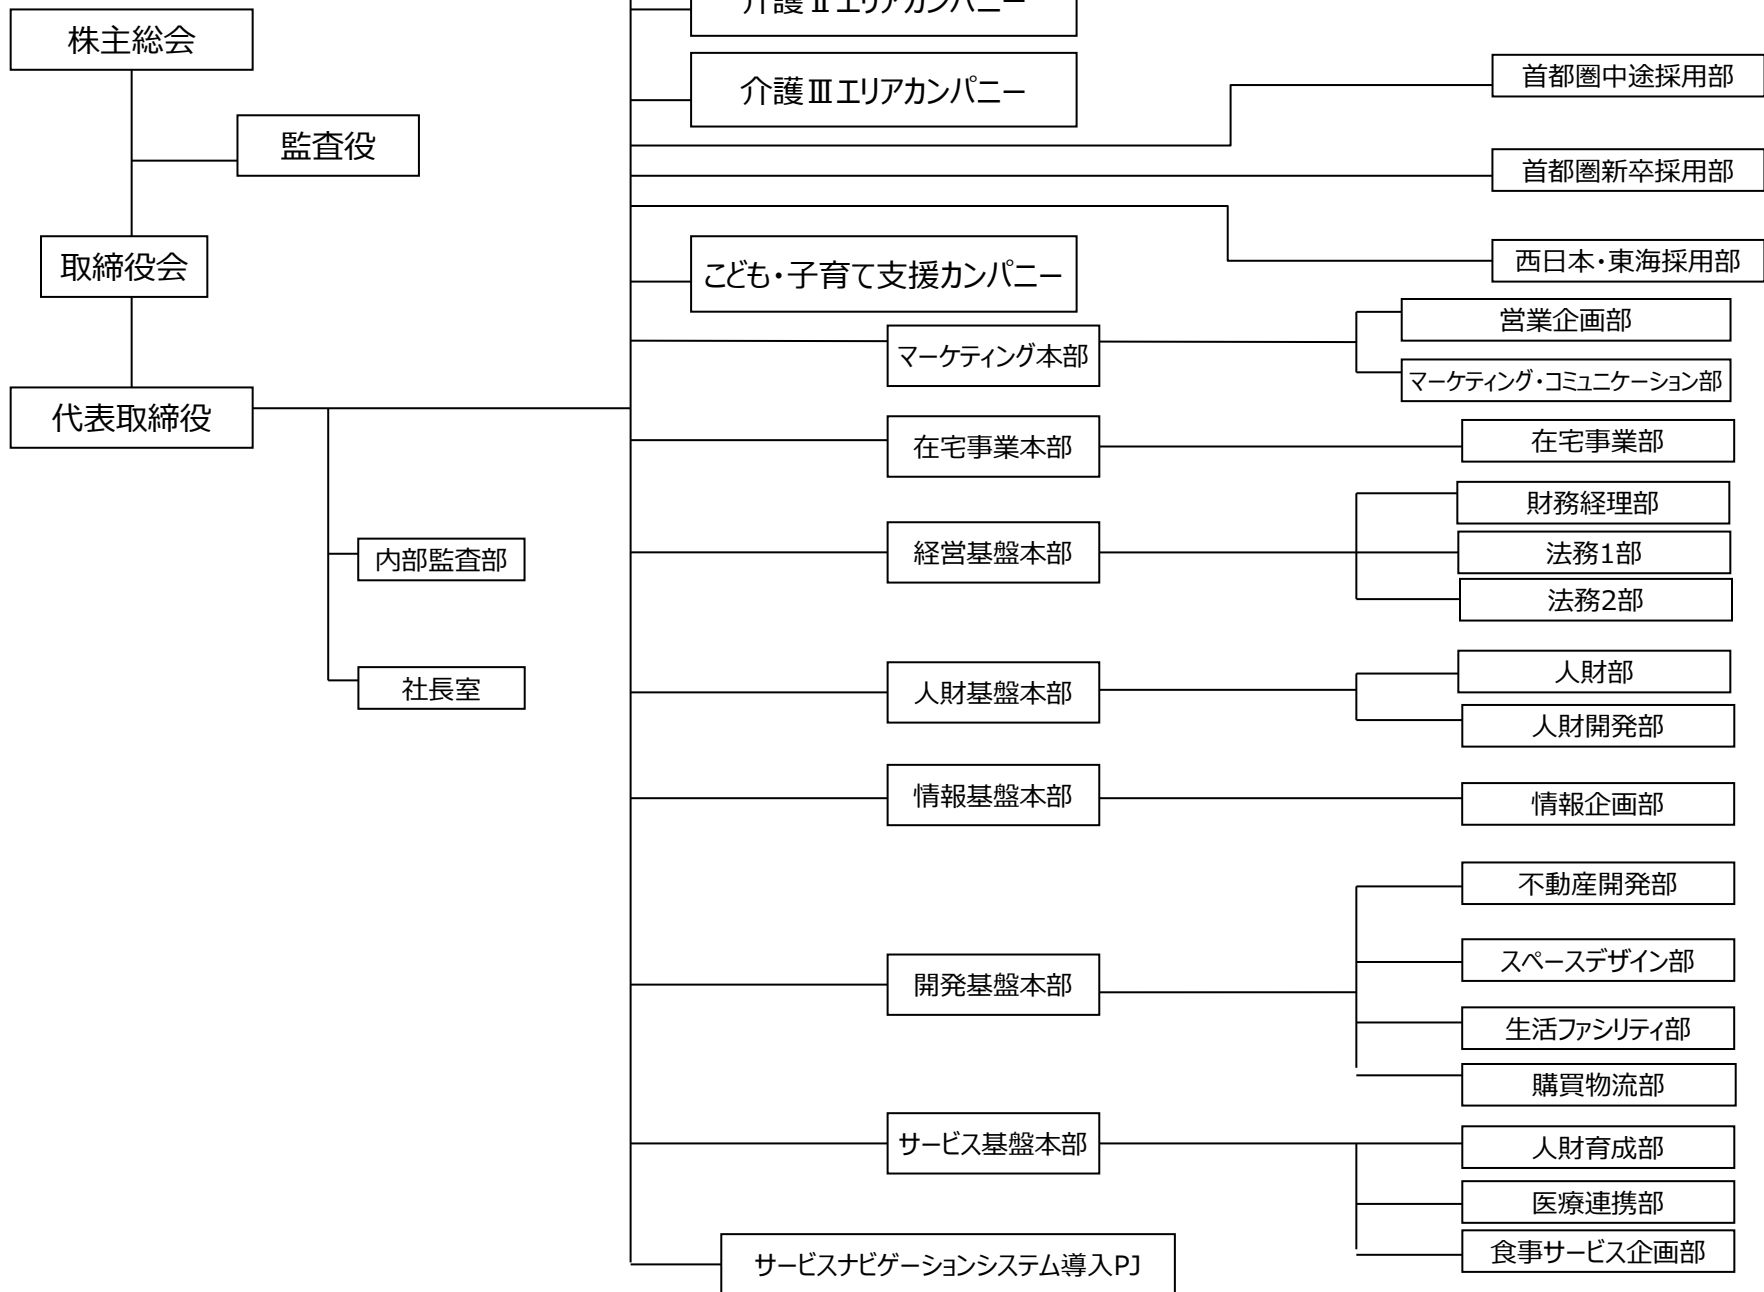 介護Ⅱエリアカンパニー
株主総会
介護Ⅲエリアカンパニー
首都圏中途採用部
監査役
首都圏新卒採用部
取締役会
こども・子育て支援カンパニー
西日本・東海採用部
営業企画部
マーケティング本部
マーケティング・コミュニケーション部
代表取締役
在宅事業本部
在宅事業部
財務経理部
内部監査部
経営基盤本部
法務1部
法務2部
社長室
人財基盤本部
人財部
人財開発部
情報基盤本部
情報企画部
不動産開発部
スペースデザイン部
開発基盤本部
生活ファシリティ部
購買物流部
サービス基盤本部
人財育成部
医療連携部
食事サービス企画部
サービスナビゲーションシステム導入PJ